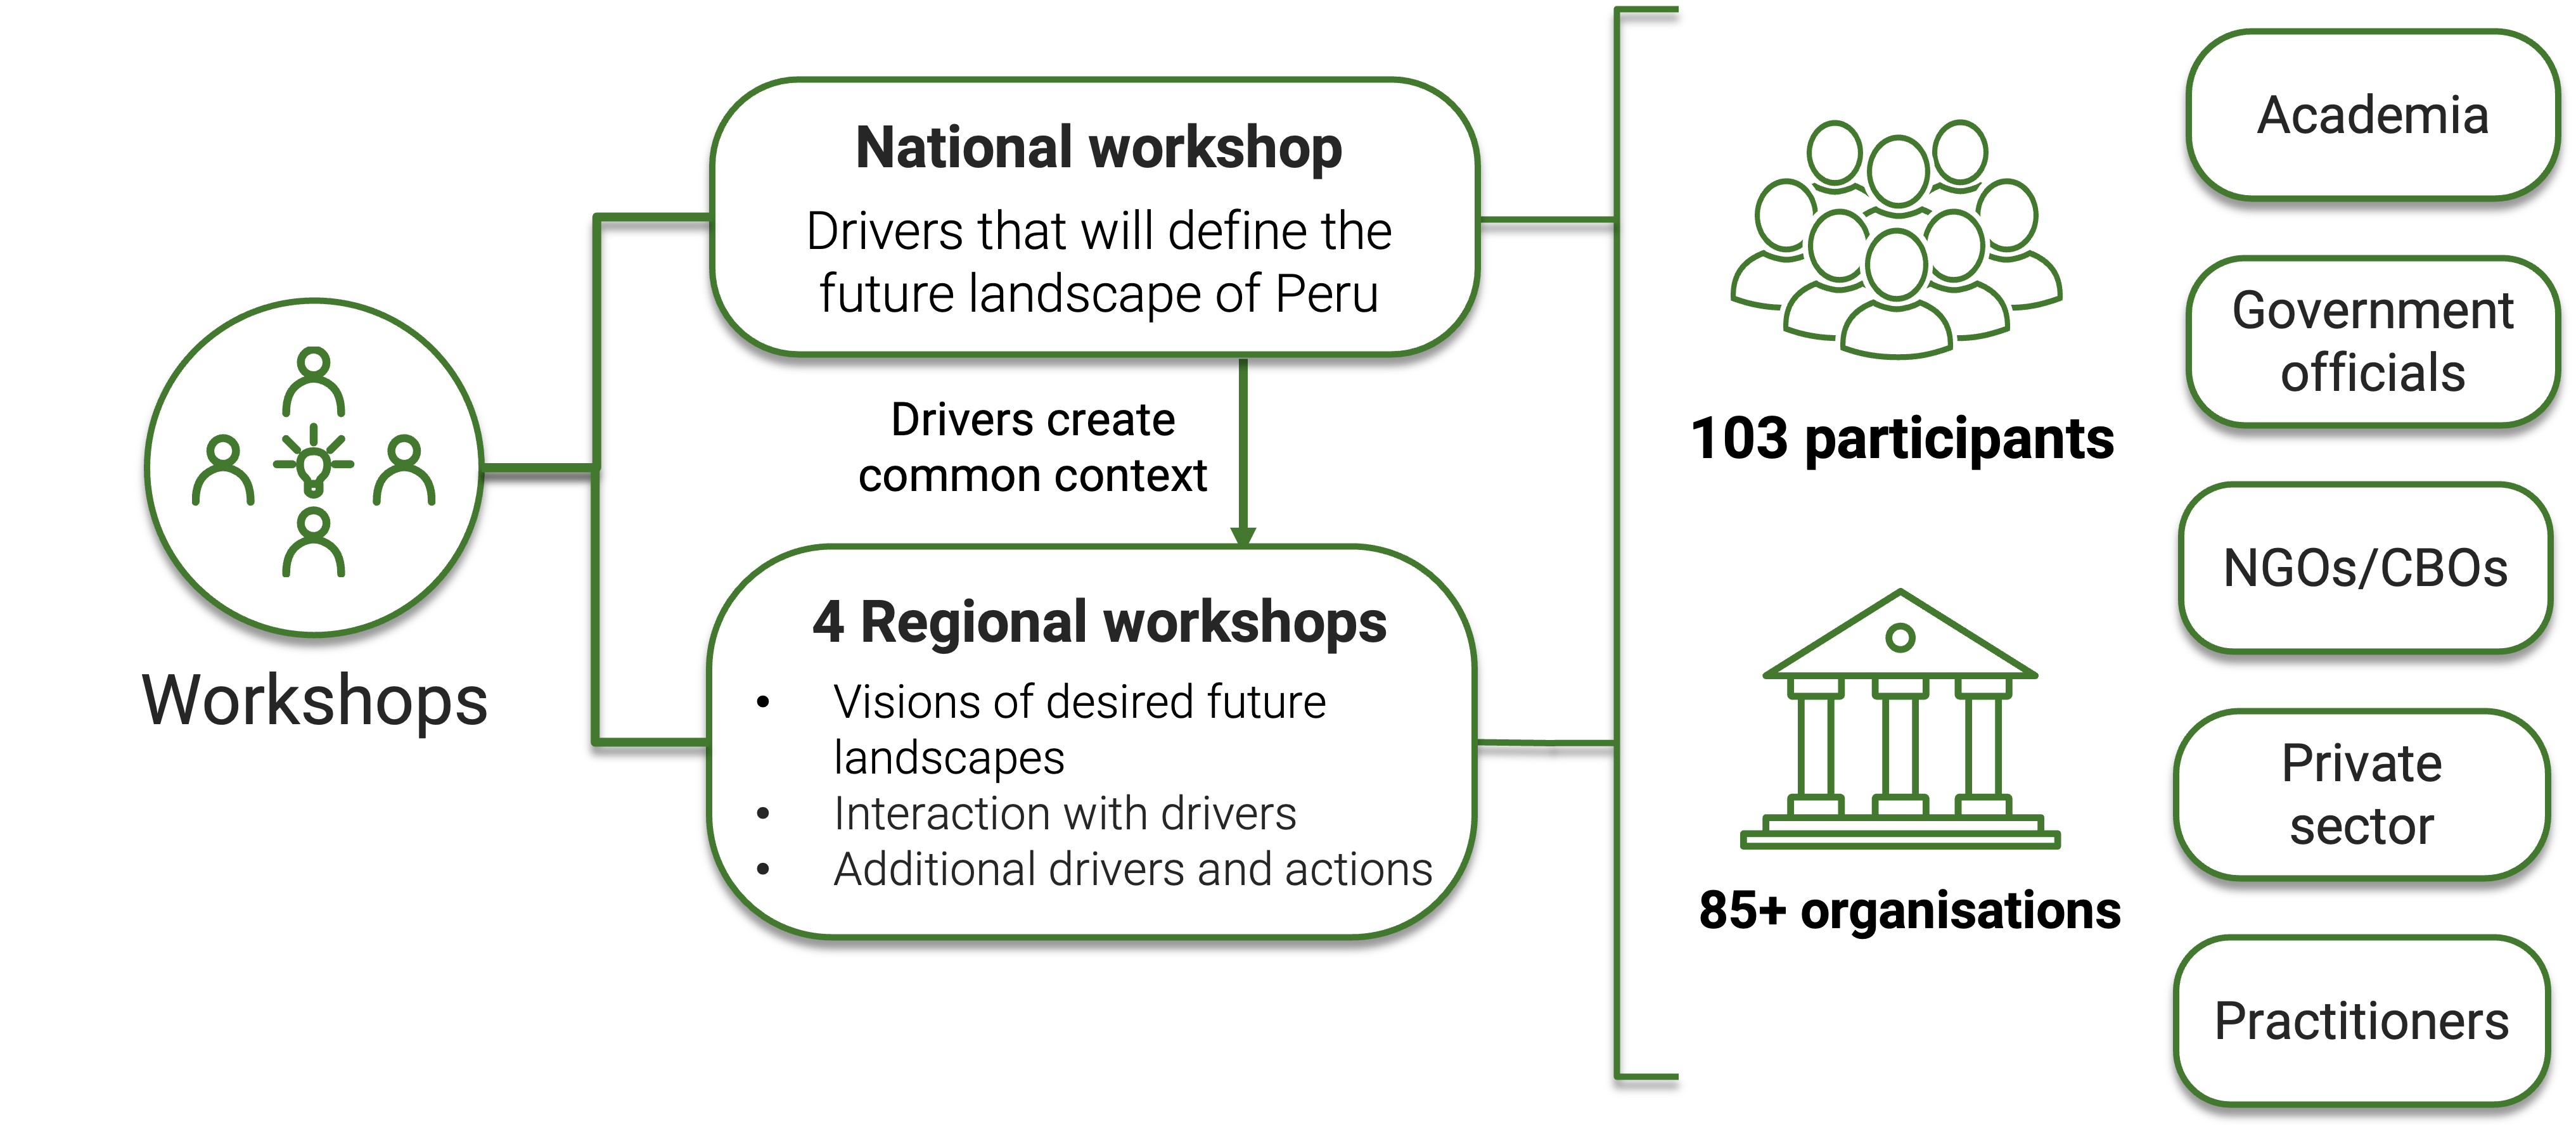 Workshops
National workshop
Drivers that will define the
future landscape of Peru
Drivers create
common context
4 Regional workshops
• Visions of desired future
landscapes
• Interaction with drivers
• Additional drivers and actions
103 participants
85+ organisations
Academia
Government
officials
NGOs/CBOs
Private
sector
Practitioners